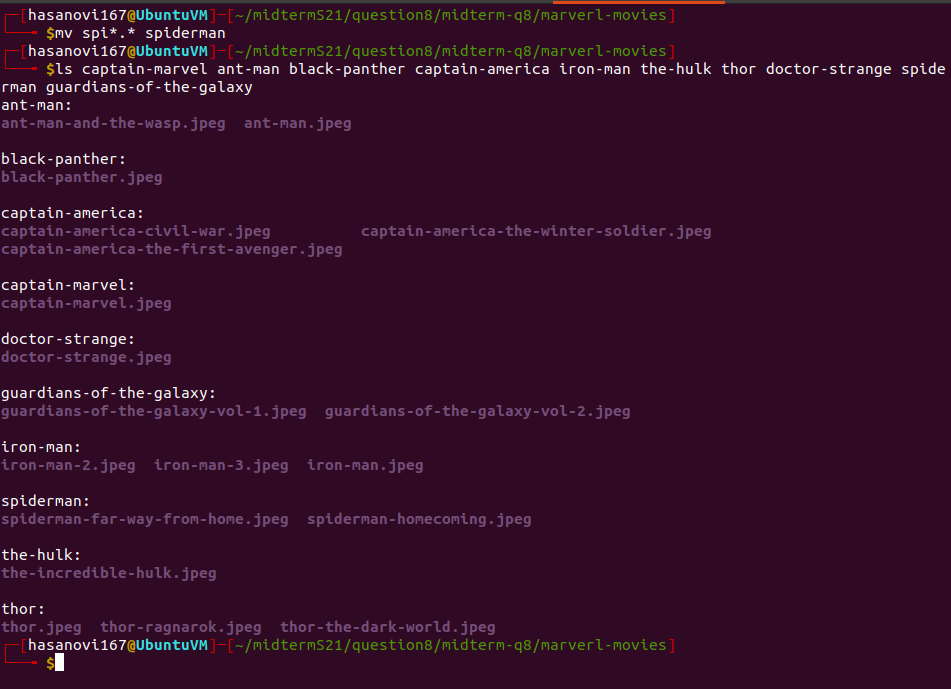 ┌─[hasanovi167@UbuntuVM]─[~/midtermS21/question8/midterm-q8/marverl-movies]
└──╼ $mv spi*.* spiderman
┌─[hasanovi167@UbuntuVM]─[~/midtermS21/question8/midterm-q8/marverl-movies]
└──╼ $ls captain-marvel ant-man black-panther captain-america iron-man the-hulk thor doctor-strange spide
rman guardians-of-the-galaxy
ant-man:
ant-man-and-the-wasp.jpeg  ant-man.jpeg
black-panther:
black-panther.jpeg
captain-america:
captain-america-civil-war.jpeg          captain-america-the-winter-soldier.jpeg
captain-america-the-first-avenger.jpeg
captain-marvel:
captain-marvel.jpeg
doctor-strange:
doctor-strange.jpeg
guardians-of-the-galaxy:
guardians-of-the-galaxy-vol-1.jpeg  guardians-of-the-galaxy-vol-2.jpeg
iron-man:
iron-man-2.jpeg  iron-man-3.jpeg  iron-man.jpeg
spiderman:
spiderman-far-way-from-home.jpeg  spiderman-homecoming.jpeg
the-hulk:
the-incredible-hulk.jpeg
thor:
thor.jpeg  thor-ragnarok.jpeg  thor-the-dark-world.jpeg
┌─[hasanovi167@UbuntuVM]─[~/midtermS21/question8/midterm-q8/marverl-movies]
└──╼ $